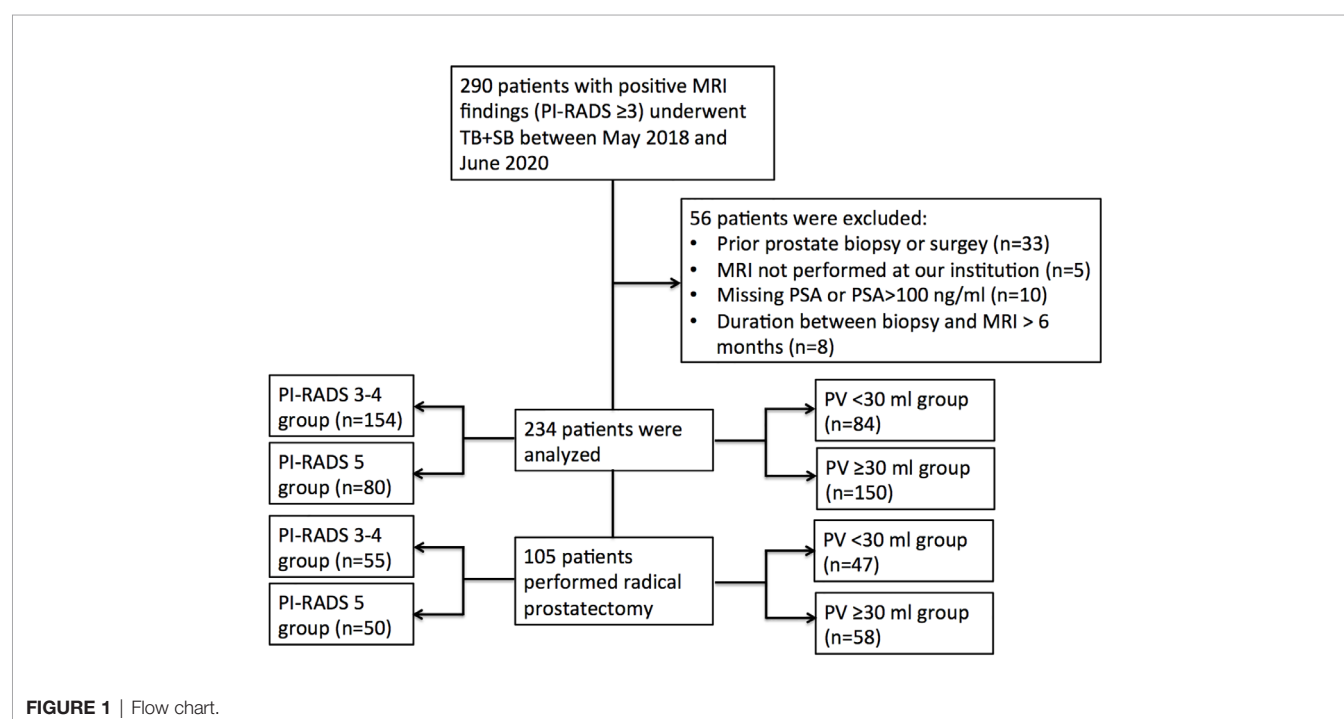 290 patients with positive MRI
findings (PI-RADS ≥3) underwent
TB+SB between May 2018 and
June 2020
56 patients were excluded:
• Prior prostate biopsy or surgey (n=33)
• MRI not performed at our institution (n=5)
• Missing PSA or PSA>100 ng/ml (n=10)
• Duration between biopsy and MRI > 6
months (n=8)
PI-RADS 3-4
group (n=154)
PI-RADS 5
group (n=80)
234 patients were
analyzed
PV <30 ml group
(n=84)
PV ≥30 ml group
(n=150)
PI-RADS 3-4
group (n=55)
PI-RADS 5
group (n=50)
105 patients
performed radical
prostatectomy
PV <30 ml group
(n=47)
PV ≥30 ml group
(n=58)
FIGURE 1 | Flow chart.